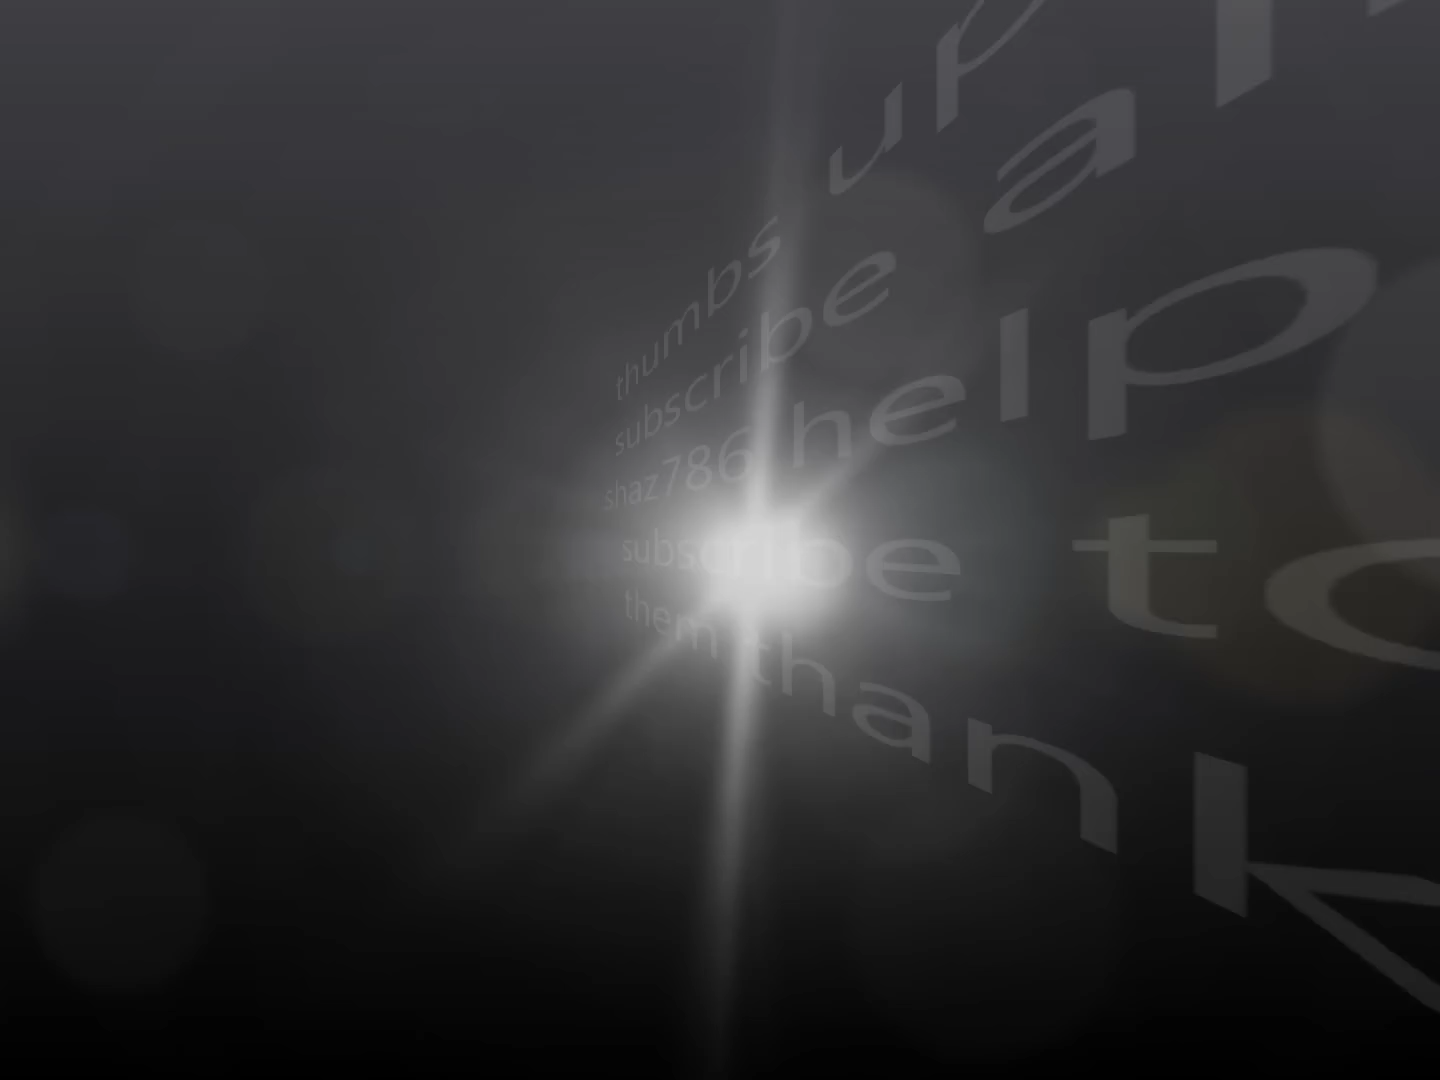 thumbs up
subscribe a
shaz786 help
subscribe to
them thank